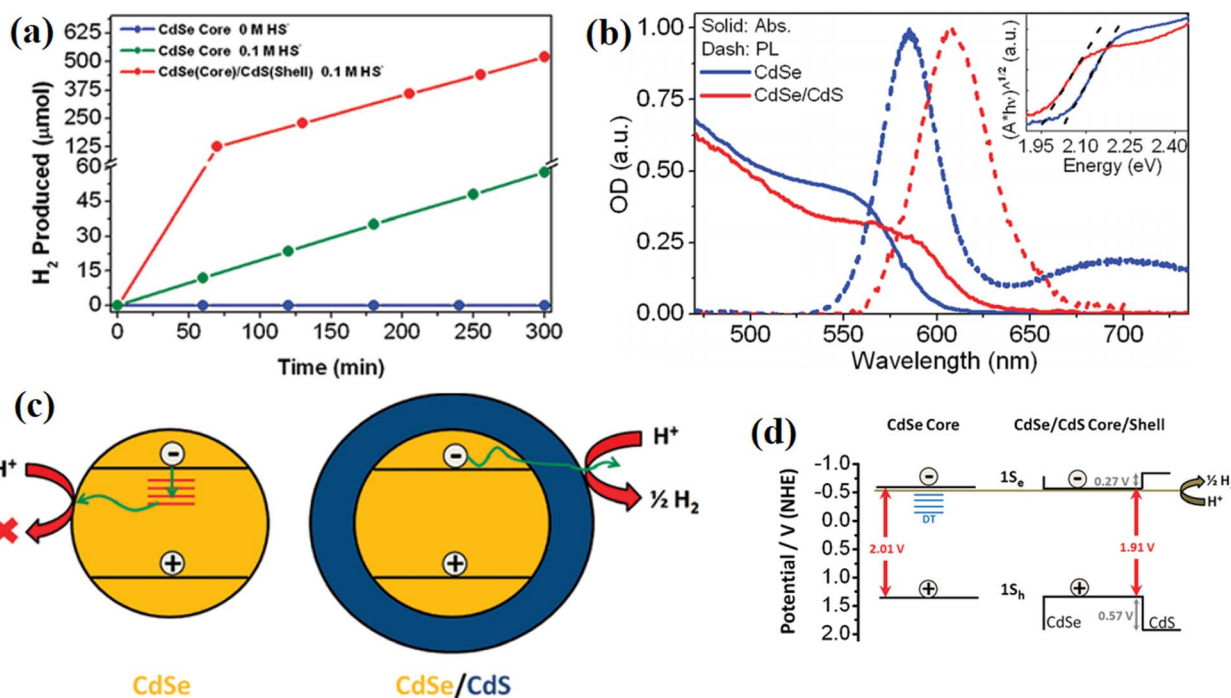 (a)
625
500
375
250
125
60
45
30
15
0
H₂ Produced (μmol)
CdSe Core 0 M HS⁻
CdSe Core 0.1 M HS⁻
CdSe(Core)/CdS(Shell) 0.1 M HS⁻
0 50 100 150 200 250 300
Time (min)
(b)
1.00
0.75
0.50
0.25
0.00
OD (a.u.)
Solid: Abs.
Dash: PL
CdSe
CdSe/CdS
500 550 600 650 700
Wavelength (nm)
(A*hν)^1/2 (a.u.)
1.95 2.10 2.25 2.40
Energy (eV)
(c)
H⁺
CdSe
H⁺
½ H₂
CdSe/CdS
(d)
CdSe Core CdSe/CdS Core/Shell
Potential / V (NHE)
-1.0
-0.5
0.0
0.5
1.0
1.5
2.0
DT
2.01 V
1Sₑ
1Sₕ
0.27 V
1.91 V
0.57 V
CdSe
CdS
½ H
H⁺